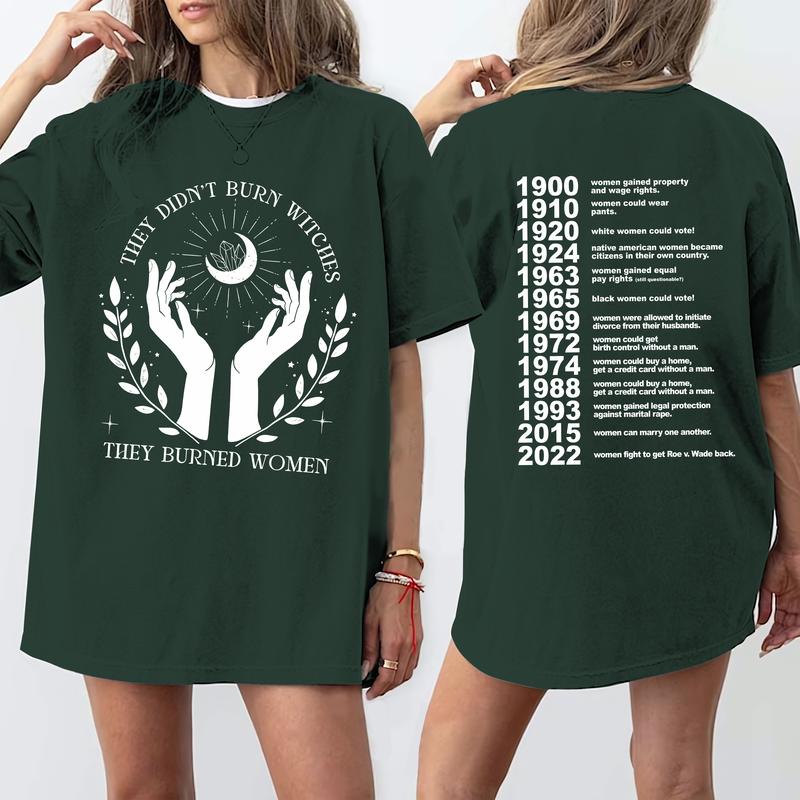 THEY DIDN'T BURN WITCHES
THEY BURNED WOMEN
1900 women gained property
and wage rights.
1910 women could wear
pants.
1920 white women could vote!
1924 native american women became
citizens in their own country.
1963 women gained equal
pay rights (still questionable?)
1965 black women could vote!
1969 women were allowed to initiate
divorce from their husbands.
1972 women could get
birth control without a man.
1974 women could buy a home,
get a credit card without a man.
1988 women could buy a home,
get a credit card without a man.
1993 women gained legal protection
against marital rape.
2015 women can marry one another.
2022 women fight to get Roe v. Wade back.